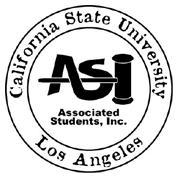 California State University
ASI
Associated
Students, Inc.
Los Angeles